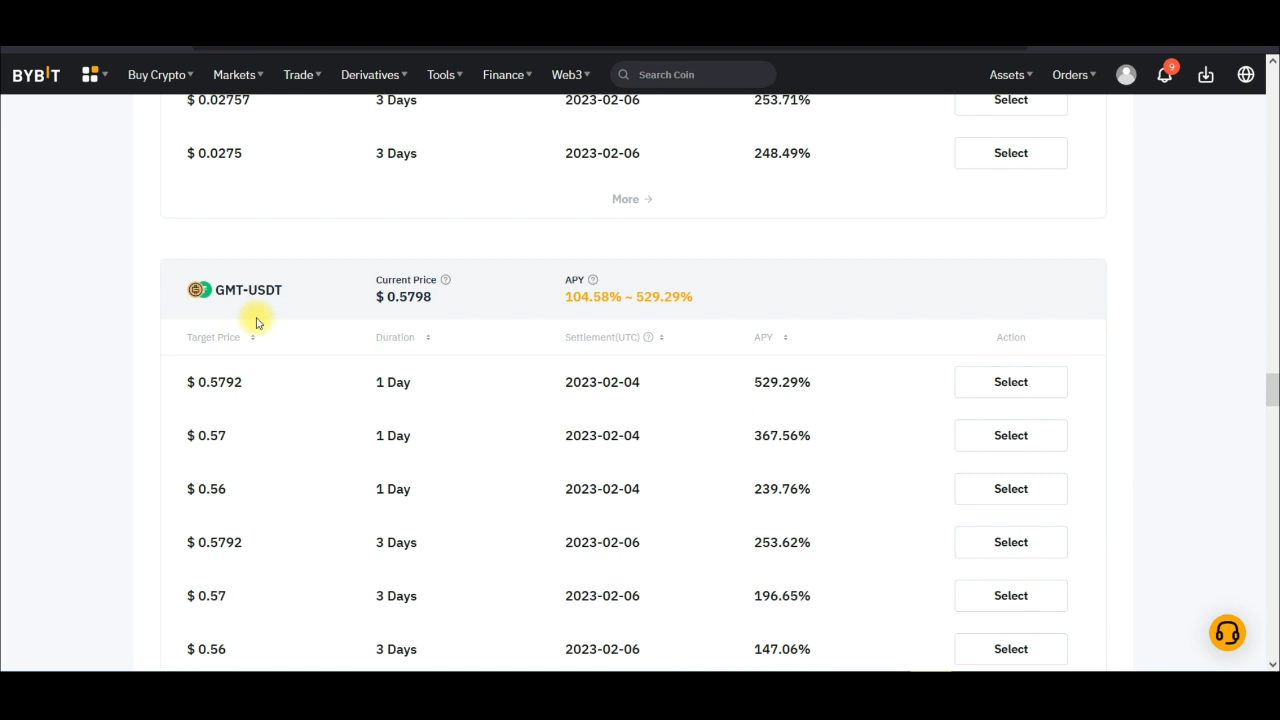 BYBIT Buy Crypto Markets Trade Derivatives Tools Finance Web3 Search Coin Assets Orders 9
$ 0.02757 3 Days 2023-02-06 253.71% Select
$ 0.0275 3 Days 2023-02-06 248.49% Select
More →
GMT-USDT Current Price ? $ 0.5798 APY ? 104.58% ~ 529.29%
Target Price Duration Settlement(UTC) ? APY Action
$ 0.5792 1 Day 2023-02-04 529.29% Select
$ 0.57 1 Day 2023-02-04 367.56% Select
$ 0.56 1 Day 2023-02-04 239.76% Select
$ 0.5792 3 Days 2023-02-06 253.62% Select
$ 0.57 3 Days 2023-02-06 196.65% Select
$ 0.56 3 Days 2023-02-06 147.06% Select